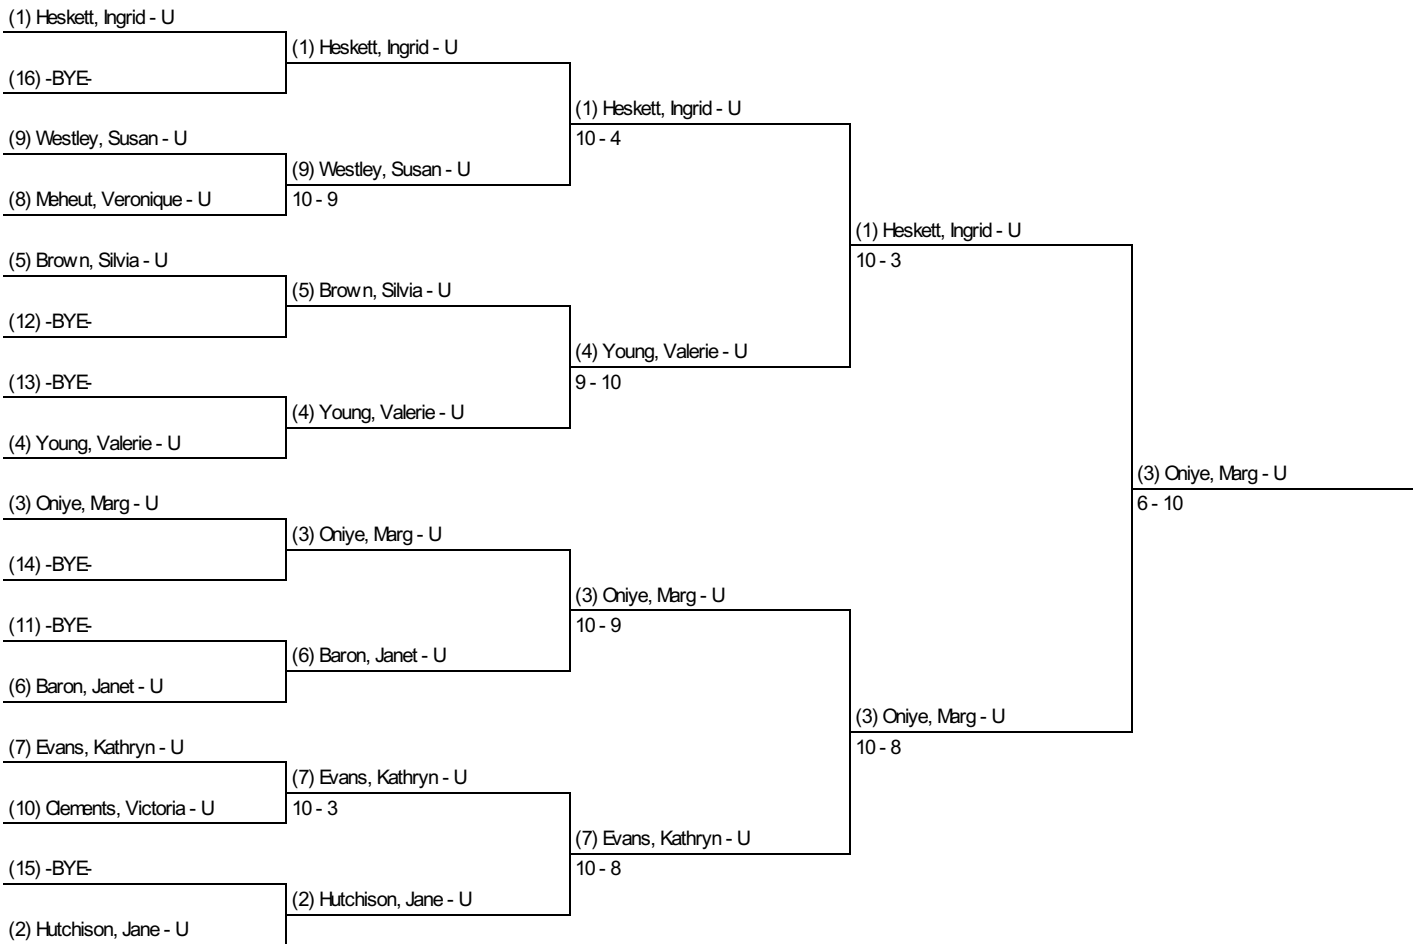 (1) Heskett, Ingrid - U
(1) Heskett, Ingrid - U
(16) -BYE-
(1) Heskett, Ingrid - U
(9) Westley, Susan - U
10 - 4
(9) Westley, Susan - U
(8) Meheut, Veronique - U
10 - 9
(1) Heskett, Ingrid - U
(5) Brown, Silvia - U
10 - 3
(5) Brown, Silvia - U
(12) -BYE-
(4) Young, Valerie - U
(13) -BYE-
9 - 10
(4) Young, Valerie - U
(4) Young, Valerie - U
(3) Oniye, Marg - U
(3) Oniye, Marg - U
6 - 10
(3) Oniye, Marg - U
(14) -BYE-
(3) Oniye, Marg - U
(11) -BYE-
10 - 9
(6) Baron, Janet - U
(6) Baron, Janet - U
(3) Oniye, Marg - U
(7) Evans, Kathryn - U
10 - 8
(7) Evans, Kathryn - U
(10) Clements, Victoria - U
10 - 3
(7) Evans, Kathryn - U
(15) -BYE-
10 - 8
(2) Hutchison, Jane - U
(2) Hutchison, Jane - U